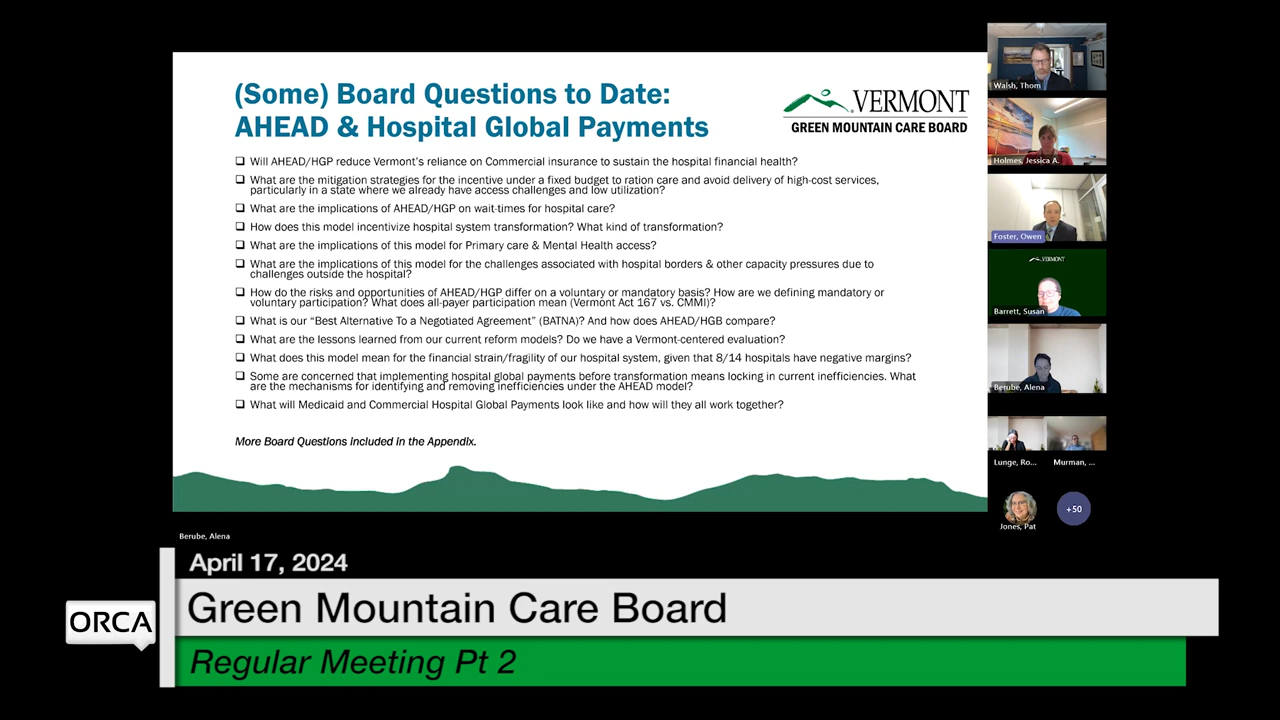 (Some) Board Questions to Date:
AHEAD & Hospital Global Payments
VERMONT
GREEN MOUNTAIN CARE BOARD
❑ Will AHEAD/HGP reduce Vermont's reliance on Commercial insurance to sustain the hospital financial health?
❑ What are the mitigation strategies for the incentive under a fixed budget to ration care and avoid delivery of high-cost services,
particularly in a state where we already have access challenges and low utilization?
❑ What are the implications of AHEAD/HGP on wait-times for hospital care?
❑ How does this model incentivize hospital system transformation? What kind of transformation?
❑ What are the implications of this model for Primary care & Mental Health access?
❑ What are the implications of this model for the challenges associated with hospital borders & other capacity pressures due to
challenges outside the hospital?
❑ How do the risks and opportunities of AHEAD/HGP differ on a voluntary or mandatory basis? How are we defining mandatory or
voluntary participation? What does all-payer participation mean (Vermont Act 167 vs. CMMI)?
❑ What is our "Best Alternative To a Negotiated Agreement" (BATNA)? And how does AHEAD/HGB compare?
❑ What are the lessons learned from our current reform models? Do we have a Vermont-centered evaluation?
❑ What does this model mean for the financial strain/fragility of our hospital system, given that 8/14 hospitals have negative margins?
❑ Some are concerned that implementing hospital global payments before transformation means locking in current inefficiencies. What
are the mechanisms for identifying and removing inefficiencies under the AHEAD model?
❑ What will Medicaid and Commercial Hospital Global Payments look like and how will they all work together?
More Board Questions Included in the Appendix.
Walsh, Thom
Holmes, Jessica A.
Foster, Owen
VERMONT
Barrett, Susan
Berube, Alena
Lunge, Ro...
Murman, ...
Jones, Pat
+50
Berube, Alena
April 17, 2024
ORCA
Green Mountain Care Board
Regular Meeting Pt 2